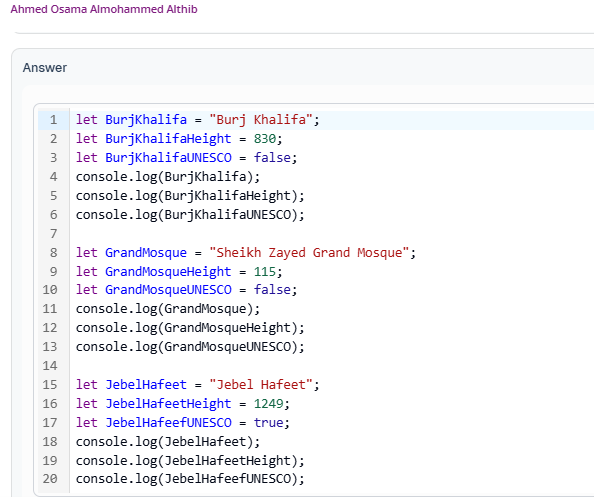 Ahmed Osama Almohammed Althib
Answer
1 let BurjKhalifa = "Burj Khalifa";
2 let BurjKhalifaHeight = 830;
3 let BurjKhalifaUNESCO = false;
4 console.log(BurjKhalifa);
5 console.log(BurjKhalifaHeight);
6 console.log(BurjKhalifaUNESCO);
7
8 let GrandMosque = "Sheikh Zayed Grand Mosque";
9 let GrandMosqueHeight = 115;
10 let GrandMosqueUNESCO = false;
11 console.log(GrandMosque);
12 console.log(GrandMosqueHeight);
13 console.log(GrandMosqueUNESCO);
14
15 let JebelHafeet = "Jebel Hafeet";
16 let JebelHafeetHeight = 1249;
17 let JebelHafeefUNESCO = true;
18 console.log(JebelHafeet);
19 console.log(JebelHafeetHeight);
20 console.log(JebelHafeefUNESCO);